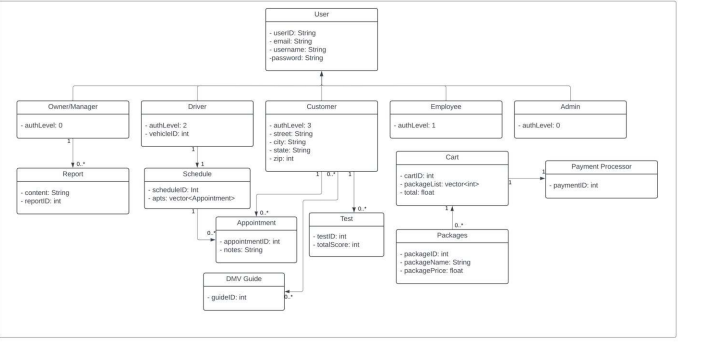 User
- userID: String
- email: String
- username: String
-password: String
Owner/Manager
- authLevel: 0
Driver
- authLevel: 2
- vehicleID: int
Customer
- authLevel: 3
- street: String
- city: String
- state: String
- zip: int
Employee
- authLevel: 1
Admin
- authLevel: 0
1
0..*
1
1
1
0..*
1
Report
- content: String
- reportID: int
Schedule
- scheduleID: Int
- apts: vector<Appointment>
1
0..*
0..*
Appointment
- appointmentID: int
- notes: String
0..*
Test
- testID: int
- totalScore: int
DMV Guide
- guideID: int
0..*
Cart
- cartID: int
- packageList: vector<int>
- total: float
1
1
Payment Processor
- paymentID: int
1
0..*
Packages
- packageID: int
- packageName: String
- packagePrice: float